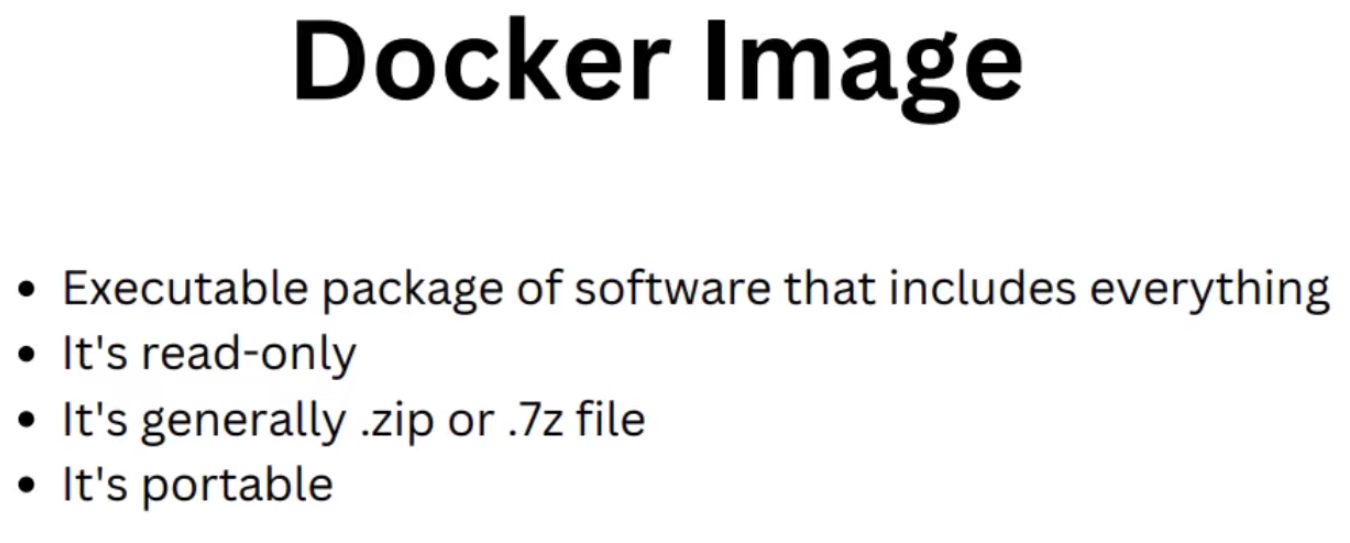 Docker Image
• Executable package of software that includes everything
• It's read-only
• It's generally .zip or .7z file
• It's portable